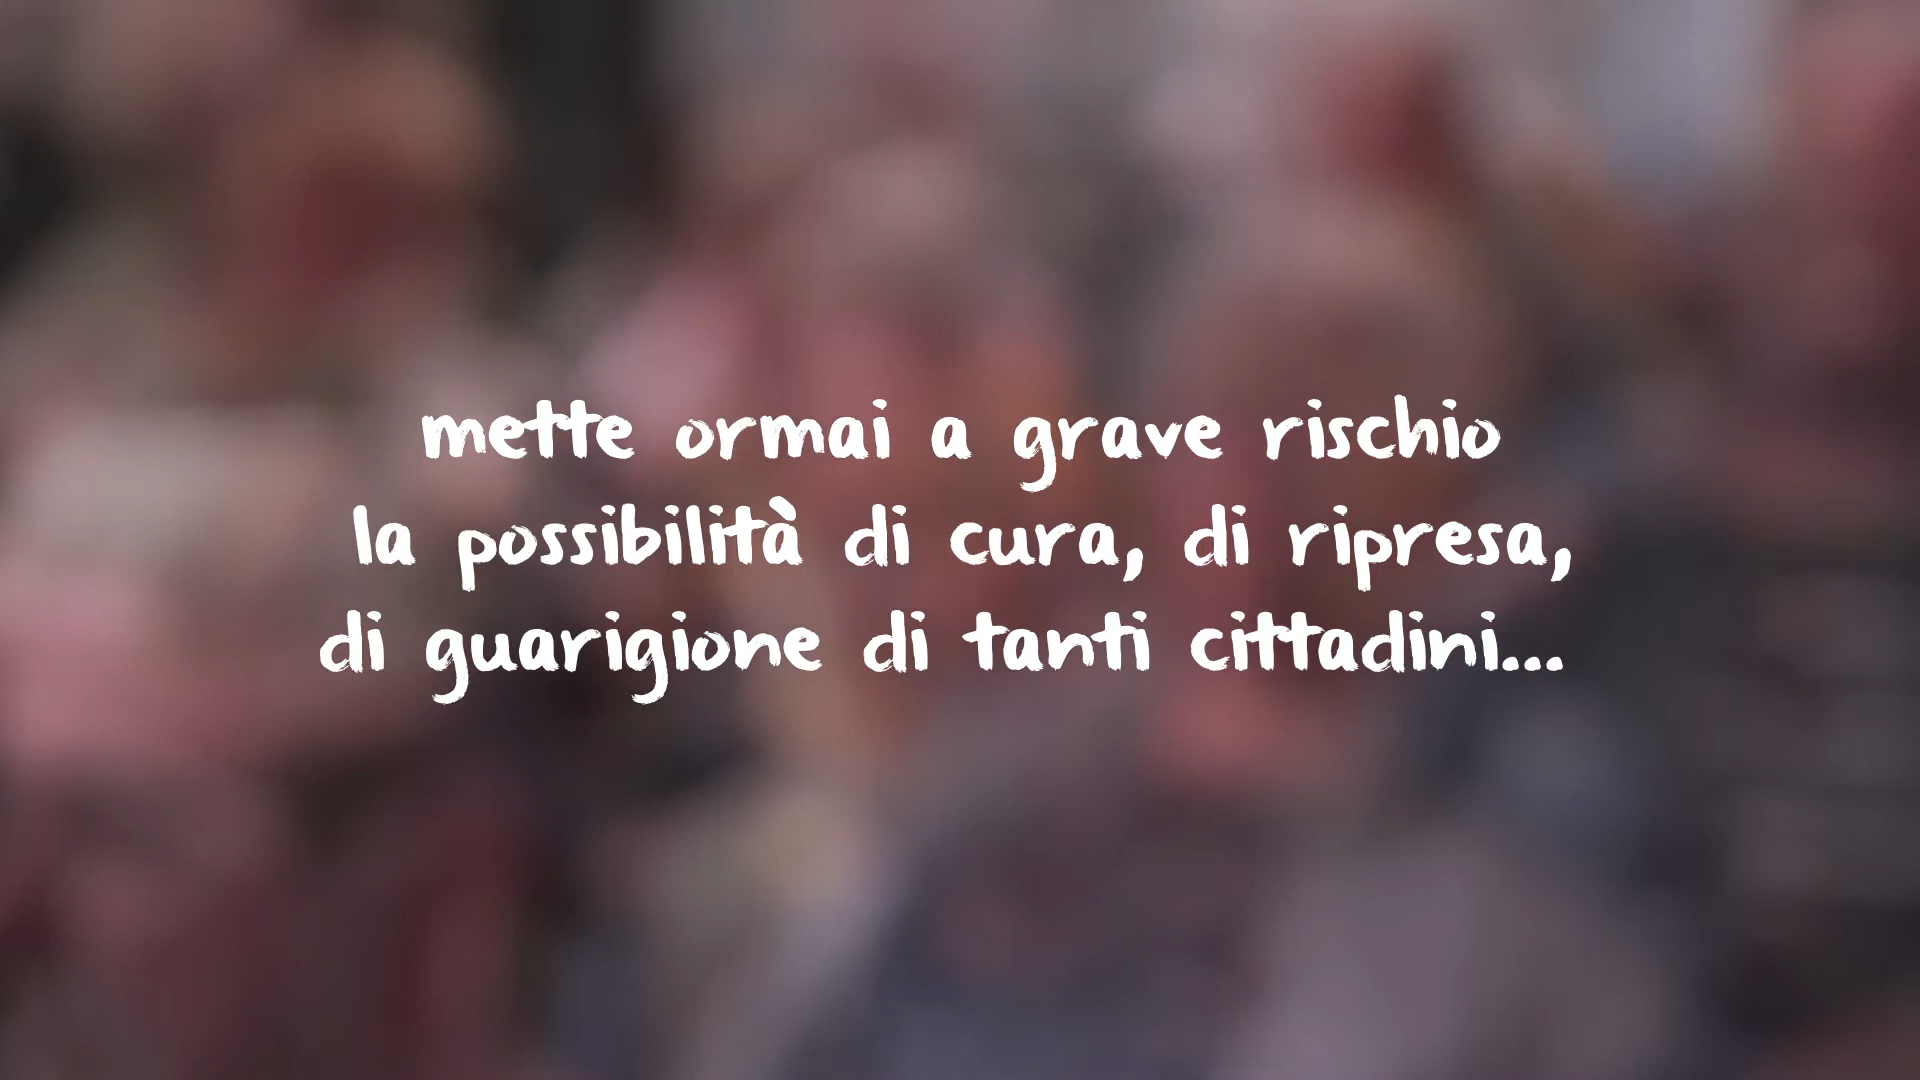 mette ormai a grave rischio
la possibilità di cura, di ripresa,
di guarigione di tanti cittadini...